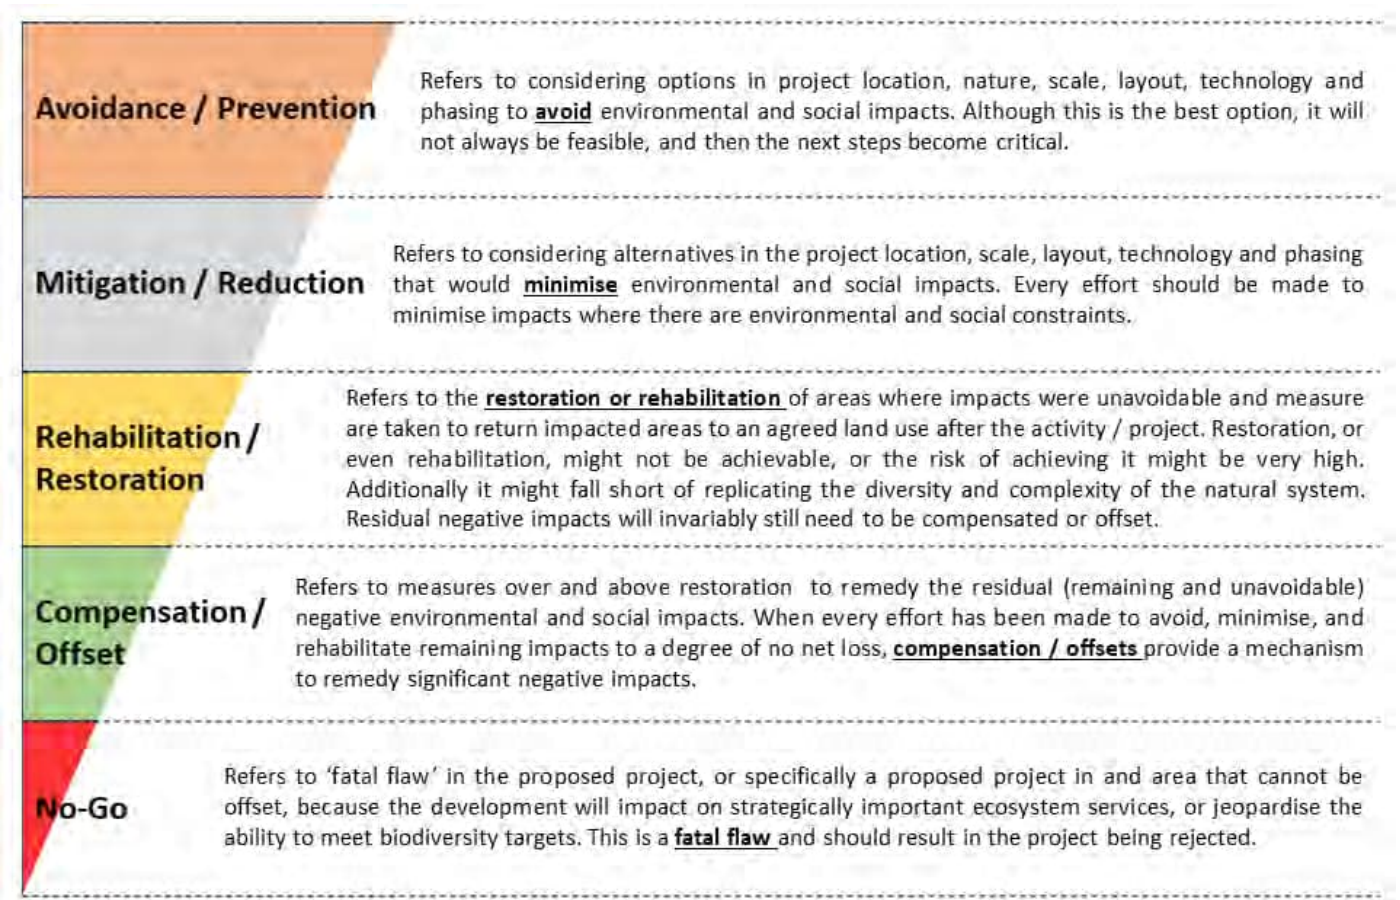 Avoidance / Prevention
Refers to considering options in project location, nature, scale, layout, technology and
phasing to avoid environmental and social impacts. Although this is the best option, it will
not always be feasible, and then the next steps become critical.
Mitigation / Reduction
Refers to considering alternatives in the project location, scale, layout, technology and phasing
that would minimise environmental and social impacts. Every effort should be made to
minimise impacts where there are environmental and social constraints.
Rehabilitation /
Restoration
Refers to the restoration or rehabilitation of areas where impacts were unavoidable and measure
are taken to return impacted areas to an agreed land use after the activity / project. Restoration, or
even rehabilitation, might not be achievable, or the risk of achieving it might be very high.
Additionally it might fall short of replicating the diversity and complexity of the natural system.
Residual negative impacts will invariably still need to be compensated or offset.
Compensation /
Offset
Refers to measures over and above restoration to remedy the residual (remaining and unavoidable)
negative environmental and social impacts. When every effort has been made to avoid, minimise, and
rehabilitate remaining impacts to a degree of no net loss, compensation / offsets provide a mechanism
to remedy significant negative impacts.
No-Go
Refers to ‘fatal flaw’ in the proposed project, or specifically a proposed project in and area that cannot be
offset, because the development will impact on strategically important ecosystem services, or jeopardise the
ability to meet biodiversity targets. This is a fatal flaw and should result in the project being rejected.